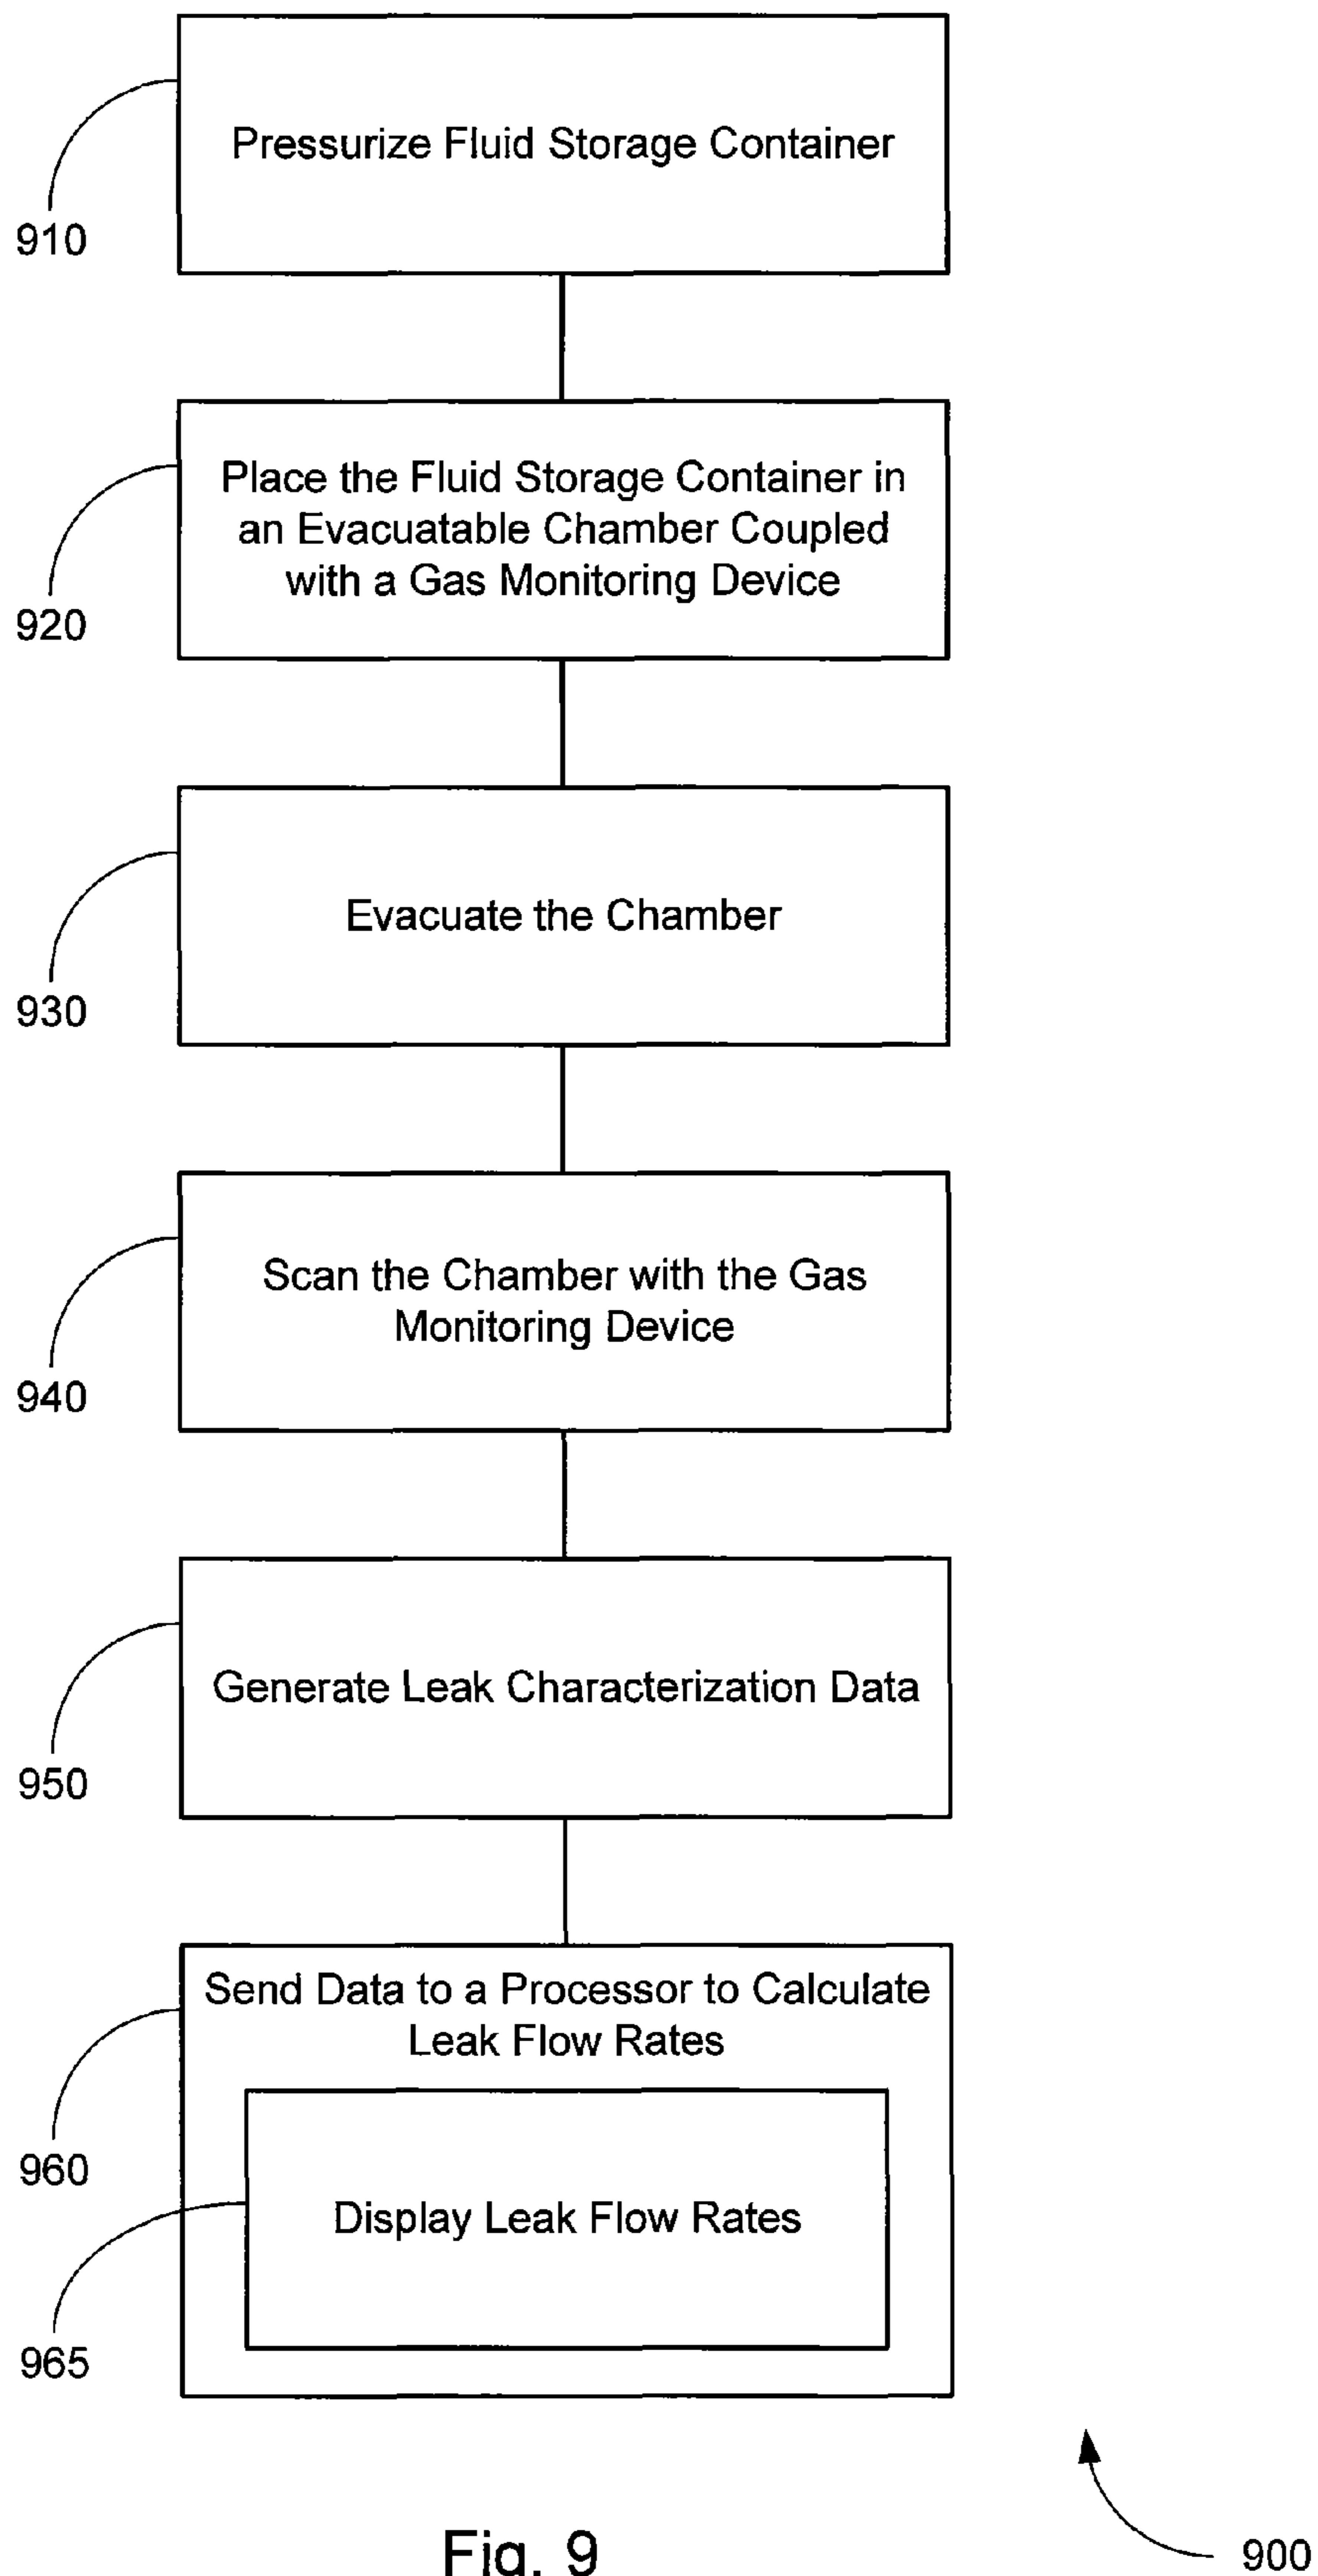 Pressurize Fluid Storage Container
910
Place the Fluid Storage Container in
an Evacuatable Chamber Coupled
with a Gas Monitoring Device
920
Evacuate the Chamber
930
Scan the Chamber with the Gas
Monitoring Device
940
Generate Leak Characterization Data
950
Send Data to a Processor to Calculate
Leak Flow Rates
960
Display Leak Flow Rates
965
Fig. 9
900